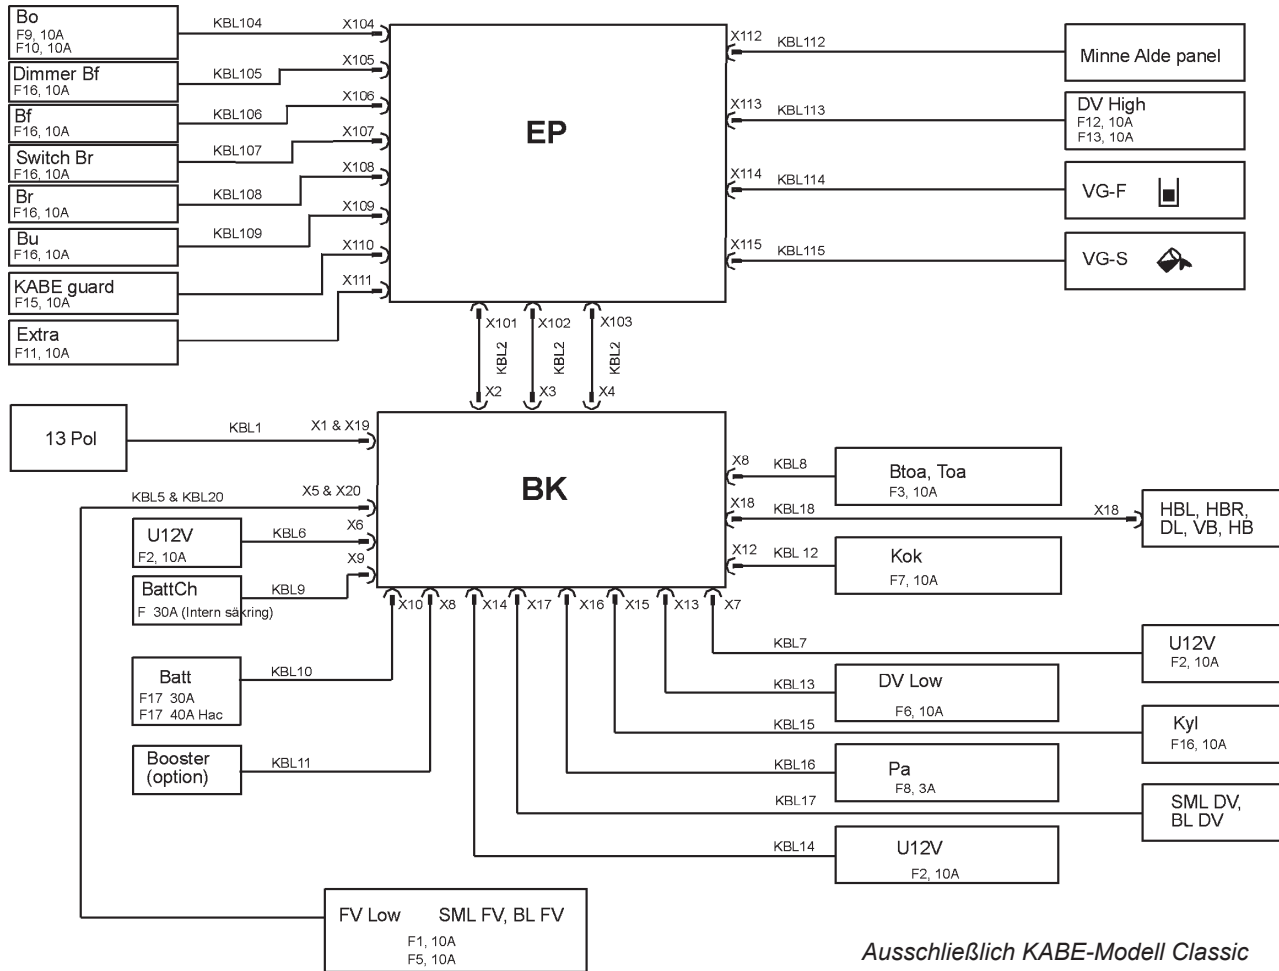 Bo
F9, 10A
F10, 10A
KBL104
X104
Dimmer Bf
F16, 10A
KBL105
X105
Bf
F16, 10A
KBL106
X106
Switch Br
F16, 10A
KBL107
X107
Br
F16, 10A
KBL108
X108
Bu
F16, 10A
KBL109
X109
KABE guard
F15, 10A
X110
Extra
F11, 10A
X111
EP
X112
KBL112
Minne Alde panel
X113
KBL113
DV High
F12, 10A
F13, 10A
X114
KBL114
VG-F
X115
KBL115
VG-S
X101
X102
X103
KBL2
KBL2
KBL2
X2
X3
X4
13 Pol
KBL1
X1 & X19
KBL5 & KBL20
X5 & X20
U12V
F2, 10A
KBL6
X6
BattCh
F 30A (Intern säkring)
KBL9
X9
BK
X8
KBL8
Btoa, Toa
F3, 10A
X18
KBL18
X18
HBL, HBR,
DL, VB, HB
X12
KBL 12
Kok
F7, 10A
X10
X8
X14
X17
X16
X15
X13
X7
Batt
F17 30A
F17 40A Hac
KBL10
Booster
(option)
KBL11
KBL7
U12V
F2, 10A
KBL13
DV Low
F6, 10A
KBL15
Kyl
F16, 10A
KBL16
Pa
F8, 3A
KBL17
SML DV,
BL DV
KBL14
U12V
F2, 10A
FV Low SML FV, BL FV
F1, 10A
F5, 10A
Ausschließlich KABE-Modell Classic